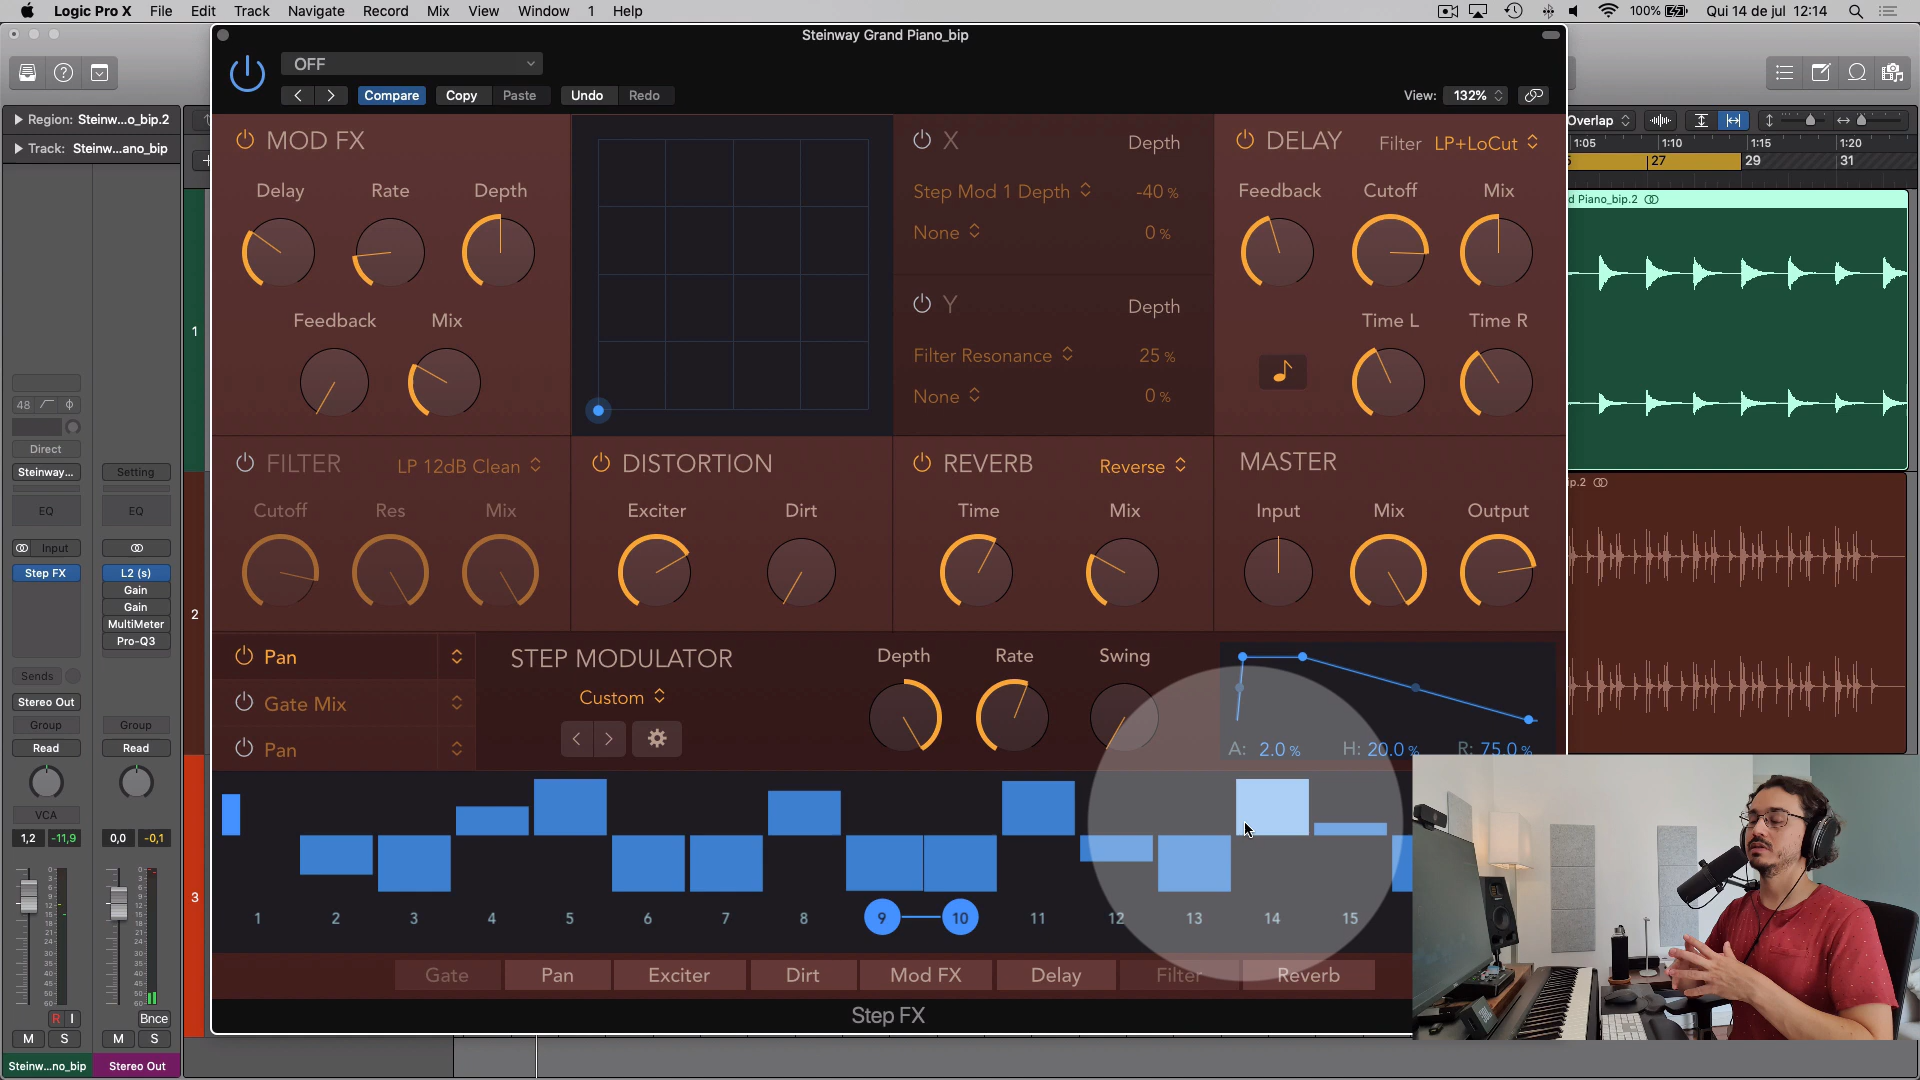 Logic Pro X File Edit Track Navigate Record Mix View Window 1 Help
100% Qui 14 de jul 12:14
Steinway Grand Piano_bip
OFF
Compare Copy Paste Undo Redo
View: 132%
Region: Steinw...o_bip.2
Track: Steinw...ano_bip
MOD FX
Delay Rate Depth
Feedback Mix
X Depth
Step Mod 1 Depth -40 %
None 0 %
Y Depth
Filter Resonance 25 %
None 0 %
DELAY Filter LP+LoCut
Feedback Cutoff Mix
Time L Time R
Overlap
1:05 1:10 1:15 1:20
27 29 31
d Piano_bip.2
ip.2
1
2
3
FILTER LP 12dB Clean
Cutoff Res Mix
DISTORTION
Exciter Dirt
REVERB Reverse
Time Mix
MASTER
Input Mix Output
Pan
Gate Mix
Pan
STEP MODULATOR
Custom
Depth Rate Swing
A: 2.0 % H: 20.0 % R: 75.0 %
1 2 3 4 5 6 7 8 9 10 11 12 13 14 15
Gate Pan Exciter Dirt Mod FX Delay Filter Reverb
Step FX
48
Direct
Steinway... Setting
EQ EQ
Input
Step FX L2 (s)
Gain
Gain
MultiMeter
Pro-Q3
Sends
Stereo Out
Group Group
Read Read
VCA
1,2 -11,9 0,0 -0,1
R I Bnce
M S M S
Steinw...no_bip Stereo Out